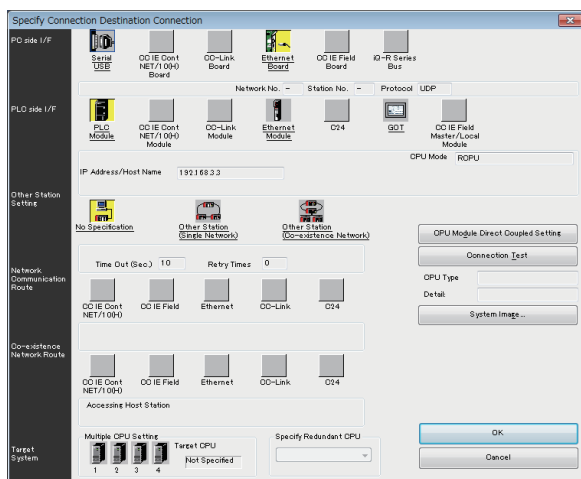 Specify Connection Destination Connection
PC side I/F
Serial USB
CC IE Cont NET/10(H) Board
CC-Link Board
Ethernet Board
CC IE Field Board
iQ-R Series Bus
Network No. -
Station No. -
Protocol UDP
PLC side I/F
PLC Module
CC IE Cont NET/10(H) Module
CC-Link Module
Ethernet Module
C24
GOT
CC IE Field Master/Local Module
CPU Mode RCPU
IP Address/Host Name 192.168.3.3
Other Station Setting
No Specification
Other Station (Single Network)
Other Station (Co-existence Network)
CPU Module Direct Coupled Setting
Time Out (Sec.) 10
Retry Times 0
Connection Test
Network Communication Route
CC IE Cont NET/10(H)
CC IE Field
Ethernet
CC-Link
C24
CPU Type
Detail:
System Image...
Co-existence Network Route
CC IE Cont NET/10(H)
CC IE Field
Ethernet
CC-Link
C24
Accessing Host Station
Target System
Multiple CPU Setting
1 2 3 4
Target CPU
Not Specified
Specify Redundant CPU
OK
Cancel